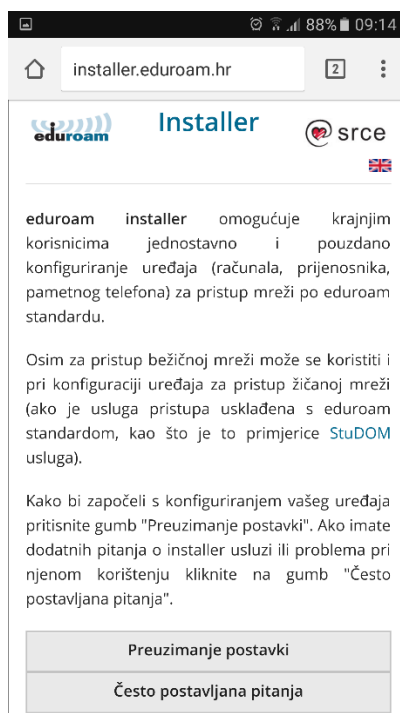 88% 09:14
installer.eduroam.hr 2
eduroam Installer srce
eduroam installer omogućuje krajnjim
korisnicima jednostavno i pouzdano
konfiguriranje uređaja (računala, prijenosnika,
pametnog telefona) za pristup mreži po eduroam
standardu.
Osim za pristup bežičnoj mreži može se koristiti i
pri konfiguraciji uređaja za pristup žičanoj mreži
(ako je usluga pristupa usklađena s eduroam
standardom, kao što je to primjerice StuDOM
usluga).
Kako bi započeli s konfiguriranjem vašeg uređaja
pritisnite gumb "Preuzimanje postavki". Ako imate
dodatnih pitanja o installer usluzi ili problema pri
njenom korištenju kliknite na gumb "Često
postavljana pitanja".
Preuzimanje postavki
Često postavljana pitanja